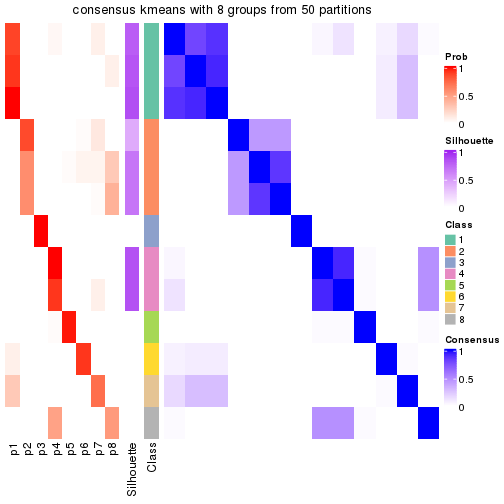 consensus kmeans with 8 groups from 50 partitions
Prob
1
0.5
0
Silhouette
1
0.5
0
Class
1
2
3
4
5
6
7
8
Consensus
1
0.5
0
p1
p2
p3
p4
p5
p6
p7
p8
Silhouette
Class